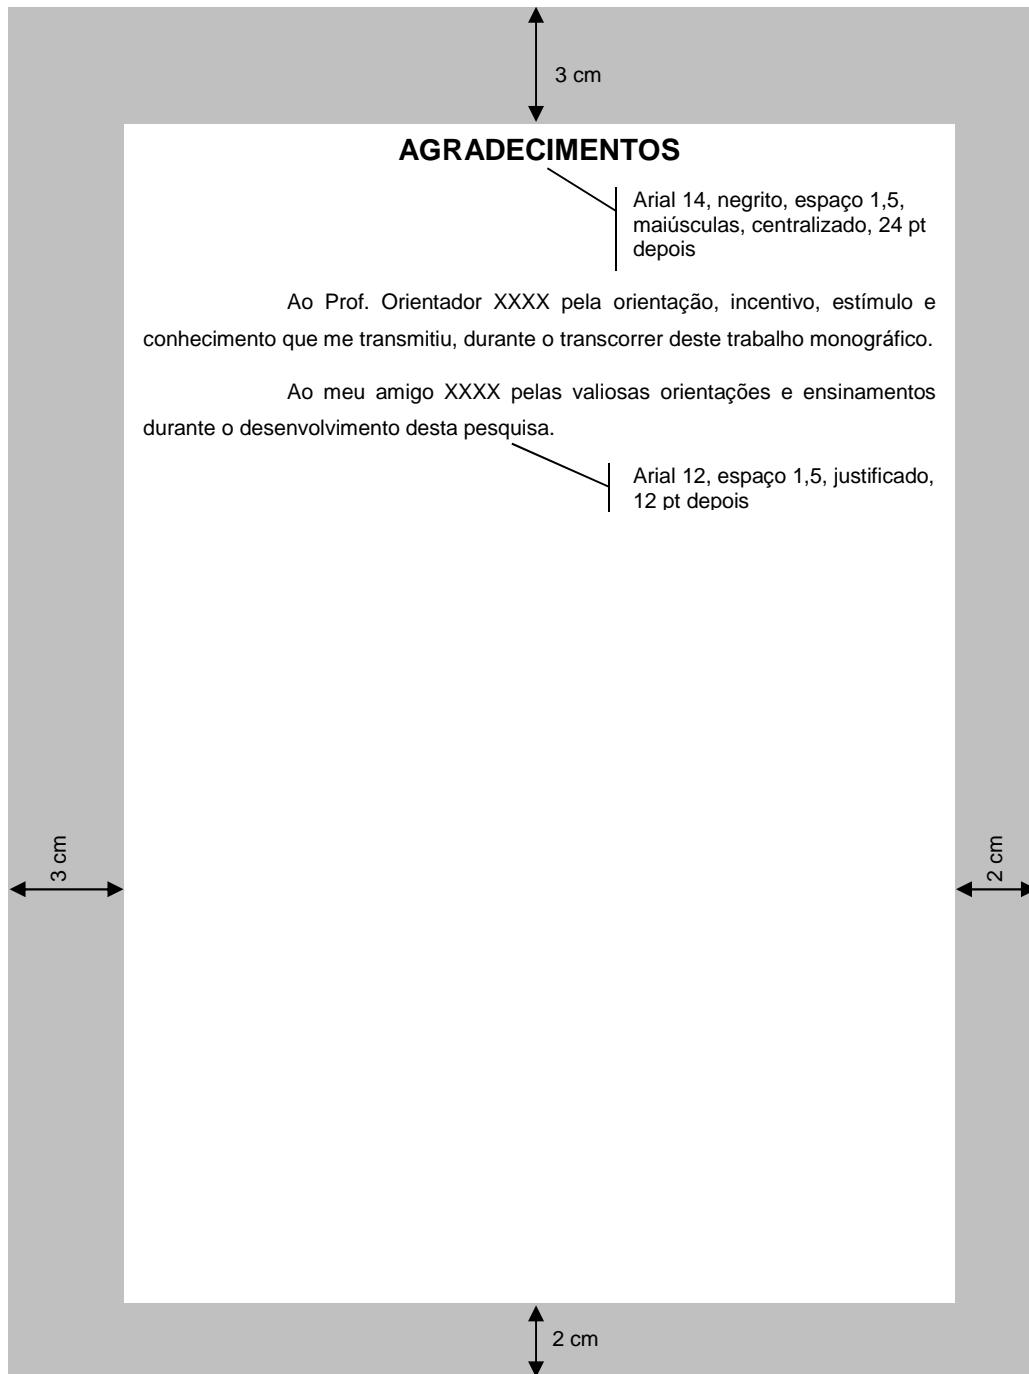 3 cm
AGRADECIMENTOS
Arial 14, negrito, espaço 1,5,
maiúsculas, centralizado, 24 pt
depois
Ao Prof. Orientador XXXX pela orientação, incentivo, estímulo e
conhecimento que me transmitiu, durante o transcorrer deste trabalho monográfico.
Ao meu amigo XXXX pelas valiosas orientações e ensinamentos
durante o desenvolvimento desta pesquisa.
Arial 12, espaço 1,5, justificado,
12 pt depois
3 cm
2 cm
2 cm